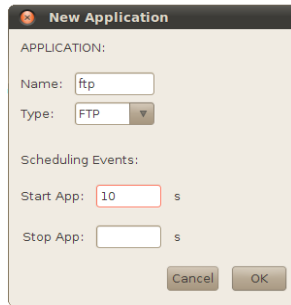 New Application
APPLICATION:
Name: ftp
Type: FTP
Scheduling Events:
Start App: 10 s
Stop App: s
Cancel OK